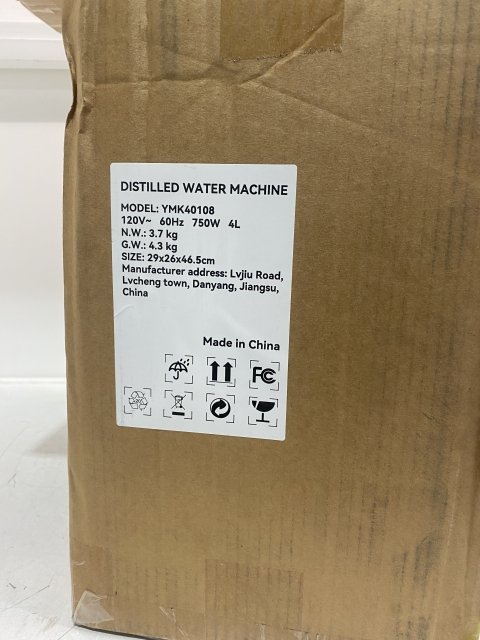 DISTILLED WATER MACHINE
MODEL: YMK40108
120V~ 60Hz 750W 4L
N.W.: 3.7 kg
G.W.: 4.3 kg
SIZE: 29x26x46.5cm
Manufacturer address: Lvjiu Road,
Lvcheng town, Danyang, Jiangsu,
China
Made in China
FC